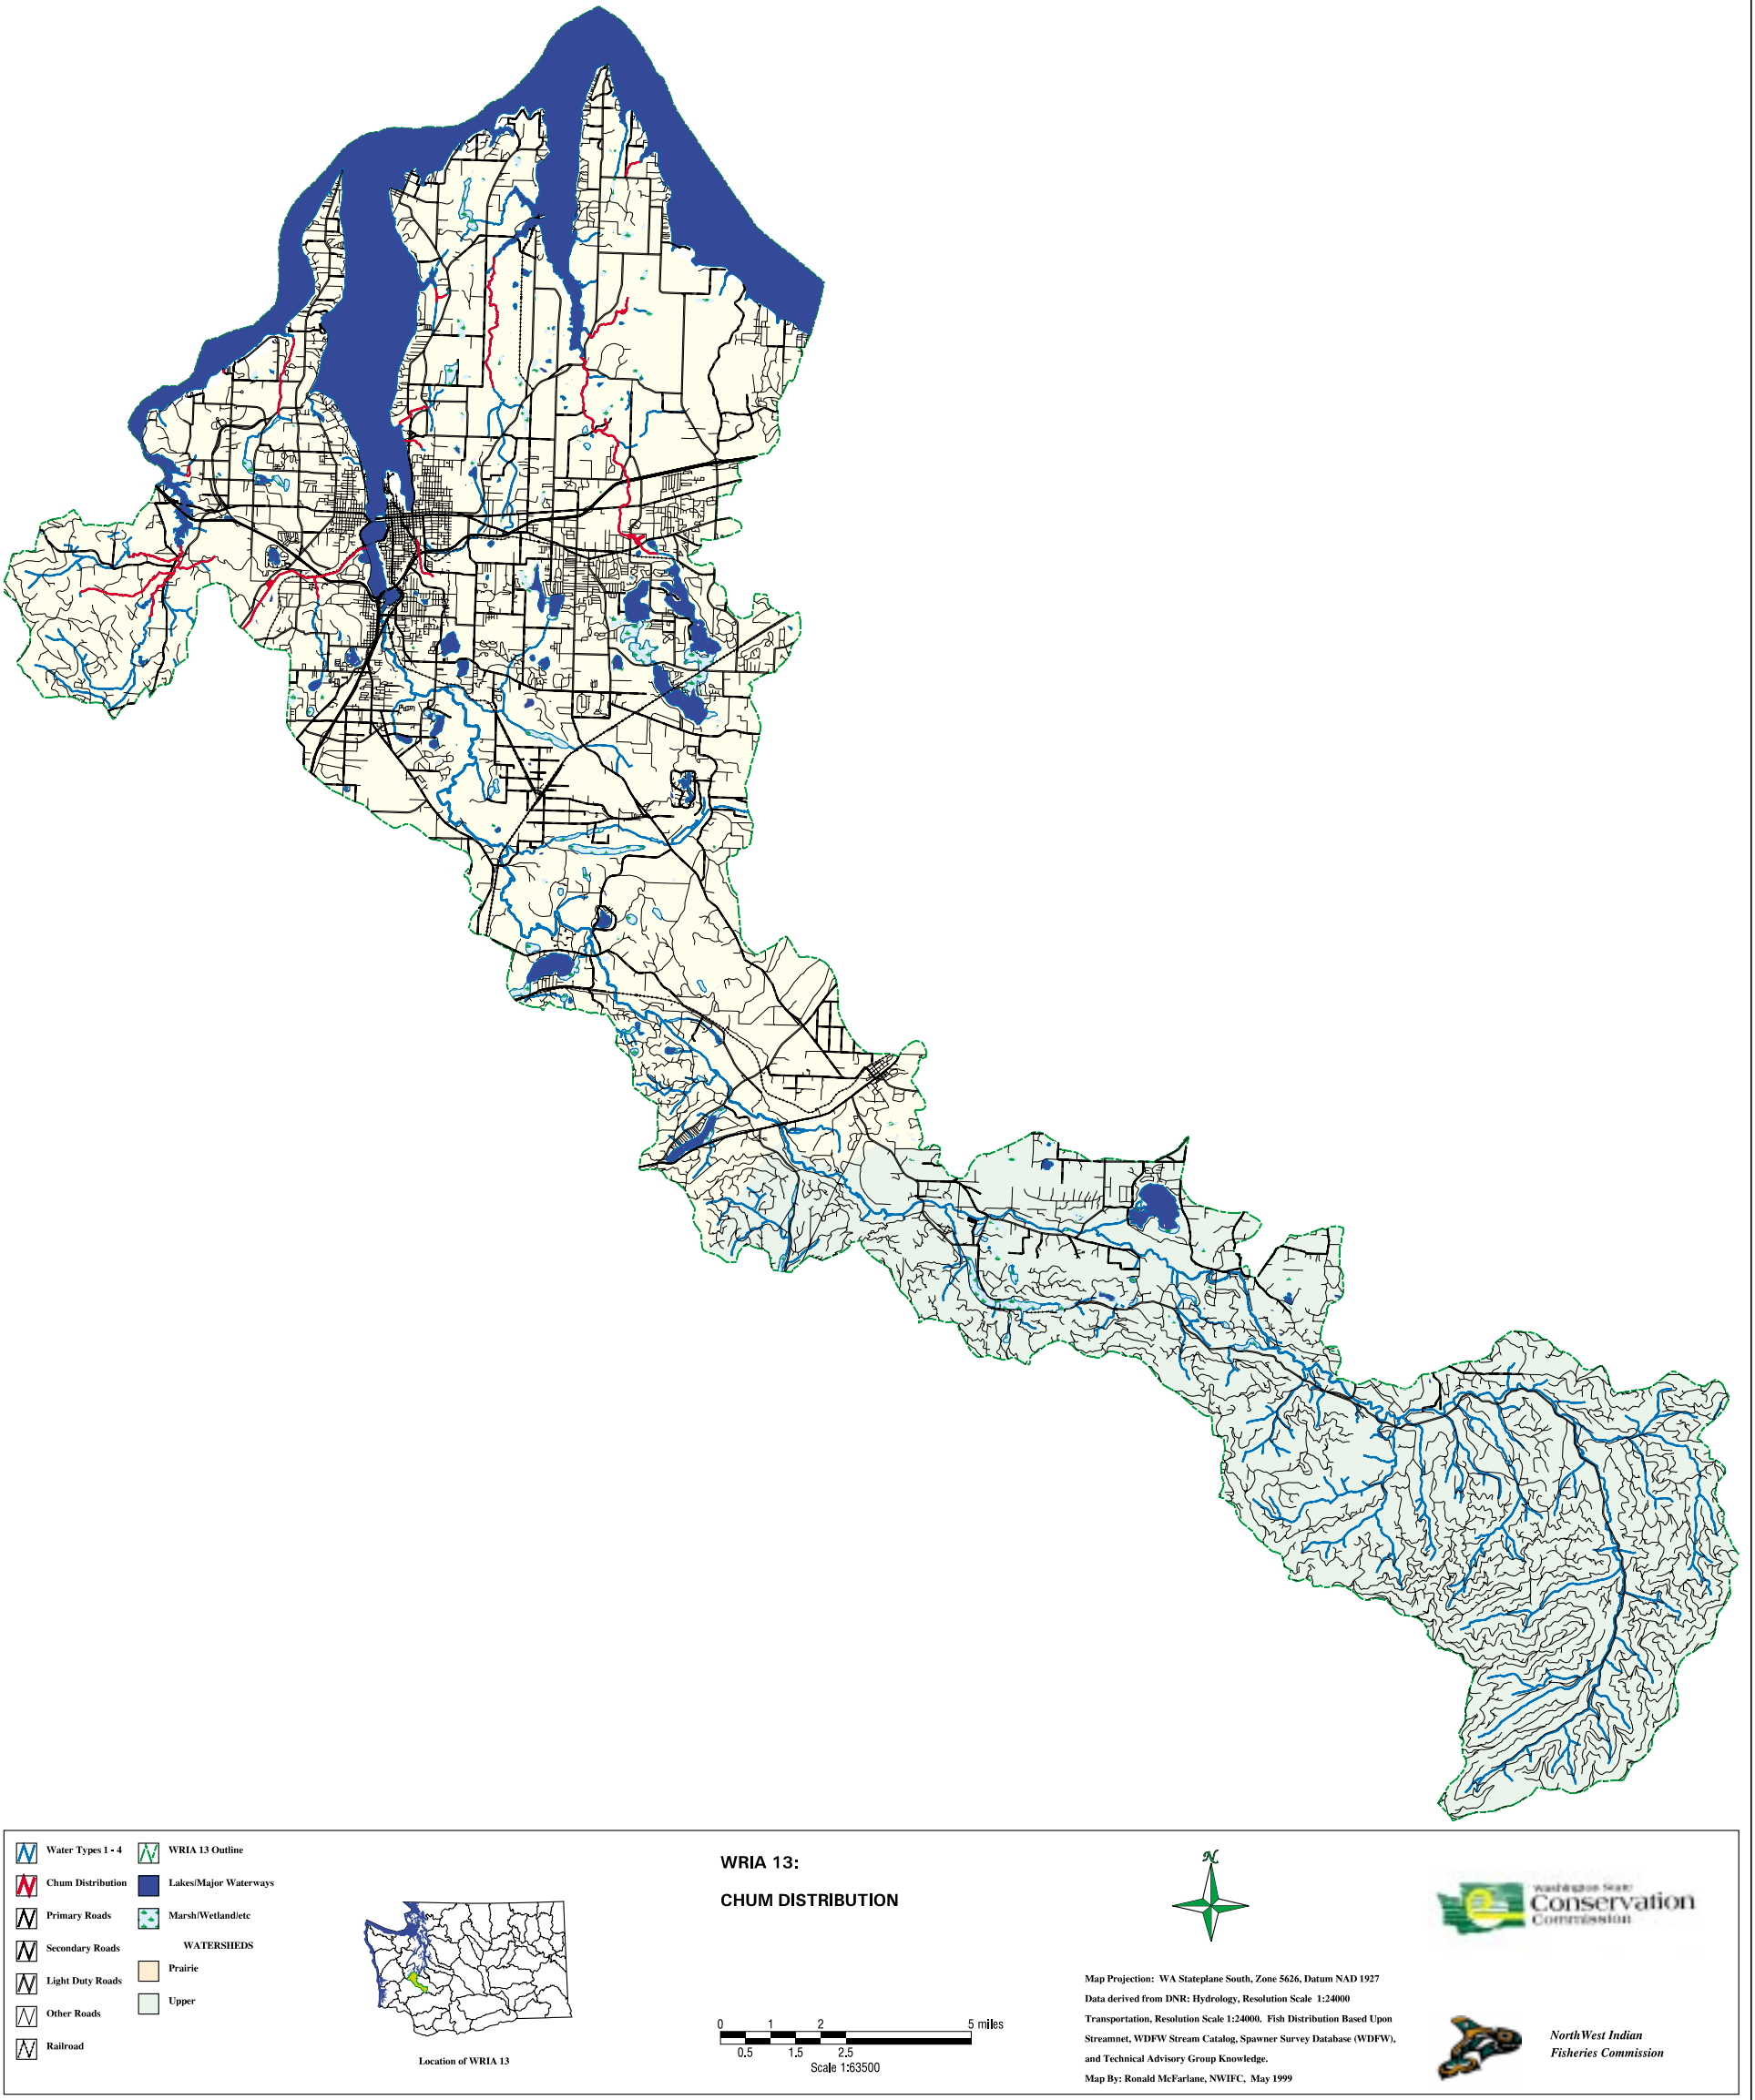 Water Types 1 - 4
Chum Distribution
Primary Roads
Secondary Roads
Light Duty Roads
Other Roads
Railroad
WRIA 13 Outline
Lakes/Major Waterways
Marsh/Wetland/etc
WATERSHEDS
Prairie
Upper
Location of WRIA 13
WRIA 13:
CHUM DISTRIBUTION
0 1 2 5 miles
0.5 1.5 2.5
Scale 1:63500
N
Map Projection: WA Stateplane South, Zone 5626, Datum NAD 1927
Data derived from DNR: Hydrology, Resolution Scale 1:24000
Transportation, Resolution Scale 1:24000. Fish Distribution Based Upon
Streamnet, WDFW Stream Catalog, Spawner Survey Database (WDFW),
and Technical Advisory Group Knowledge.
Map By: Ronald McFarlane, NWIFC, May 1999
Washington State
Conservation
Commission
NorthWest Indian
Fisheries Commission